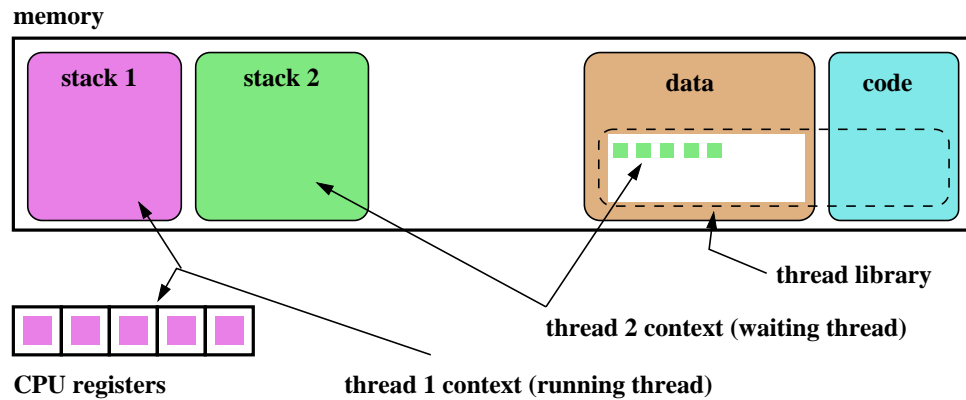 memory
stack 1
stack 2
data
code
thread library
thread 2 context (waiting thread)
CPU registers
thread 1 context (running thread)